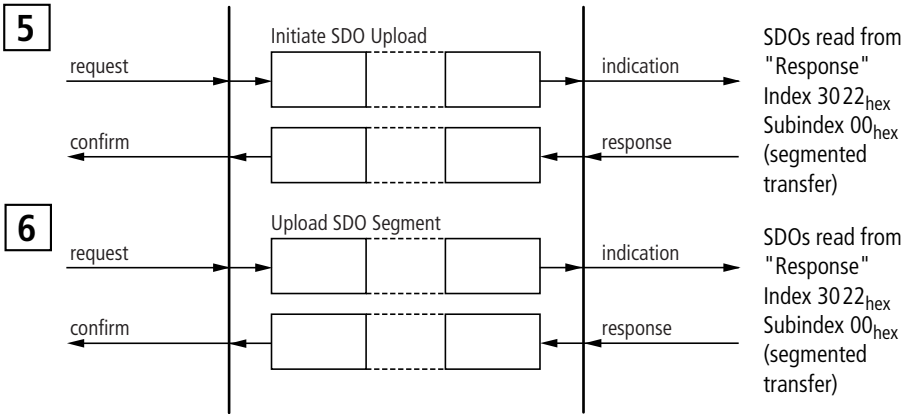 5
Initiate SDO Upload
request
indication
confirm
response
SDOs read from
"Response"
Index 3022hex
Subindex 00hex
(segmented
transfer)
6
Upload SDO Segment
request
indication
confirm
response
SDOs read from
"Response"
Index 3022hex
Subindex 00hex
(segmented
transfer)